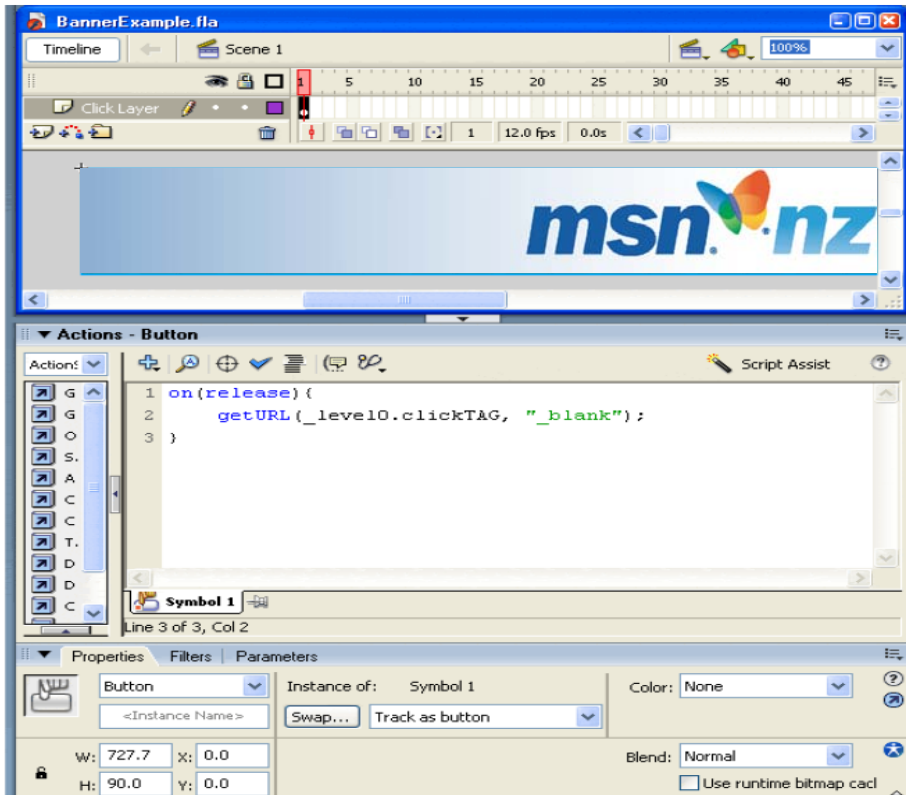 BannerExample.fla
Timeline Scene 1 100%
1 5 10 15 20 25 30 35 40 45
Click Layer
1 12.0 fps 0.0s
msn nz
Actions - Button
Action: Script Assist
G
G
O
S.
A
C
C
T.
D
D
C
1 on(release){
2 getURL(_level0.clickTAG, "_blank");
3 }
Symbol 1
Line 3 of 3, Col 2
Properties Filters Parameters
Button Instance of: Symbol 1 Color: None
<Instance Name> Swap... Track as button
W: 727.7 X: 0.0 Blend: Normal
H: 90.0 Y: 0.0 Use runtime bitmap cacl